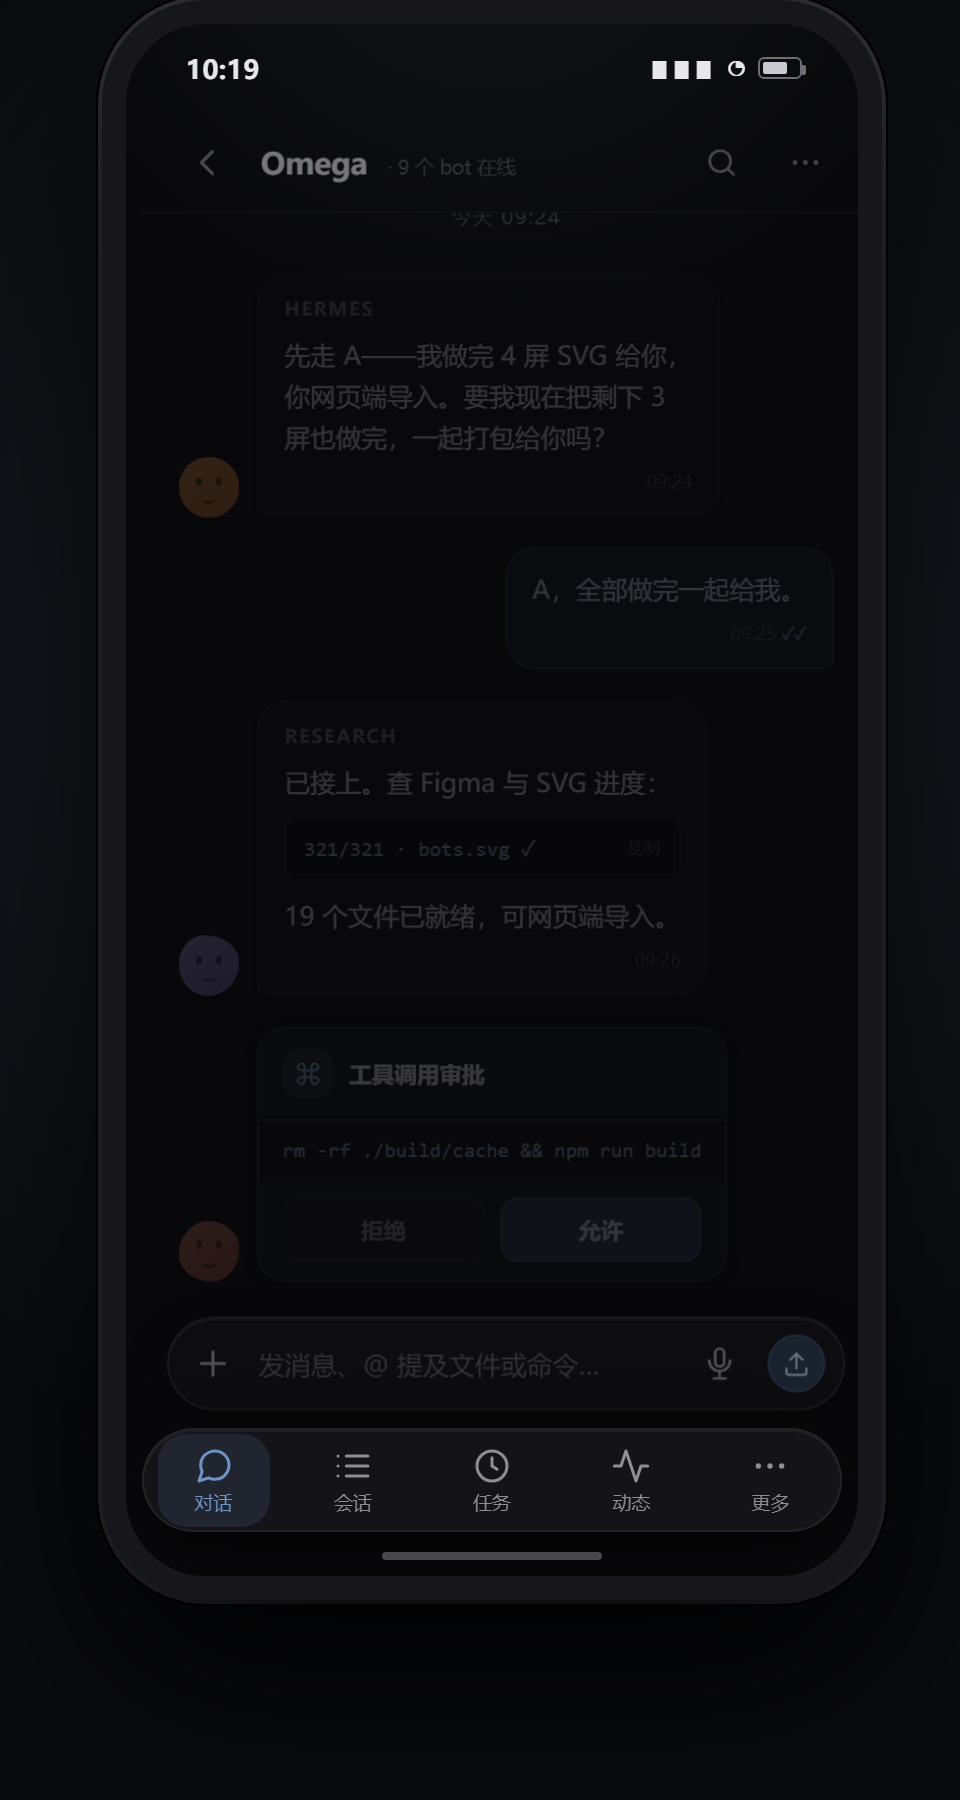 10:19
Omega · 9 个 bot 在线
今天 09:24
HERMES
先走 A——我做完 4 屏 SVG 给你,
你网页端导入。要我现在把剩下 3
屏也做完，一起打包给你吗？
09:24
A，全部做完一起给我。
09:25 ✓✓
RESEARCH
已接上。查 Figma 与 SVG 进度：
321/321 · bots.svg ✓ 复制
19 个文件已就绪，可网页端导入。
09:26
⌘ 工具调用审批
rm -rf ./build/cache && npm run build
拒绝 允许
发消息、@ 提及文件或命令...
对话 会话 任务 动态 更多